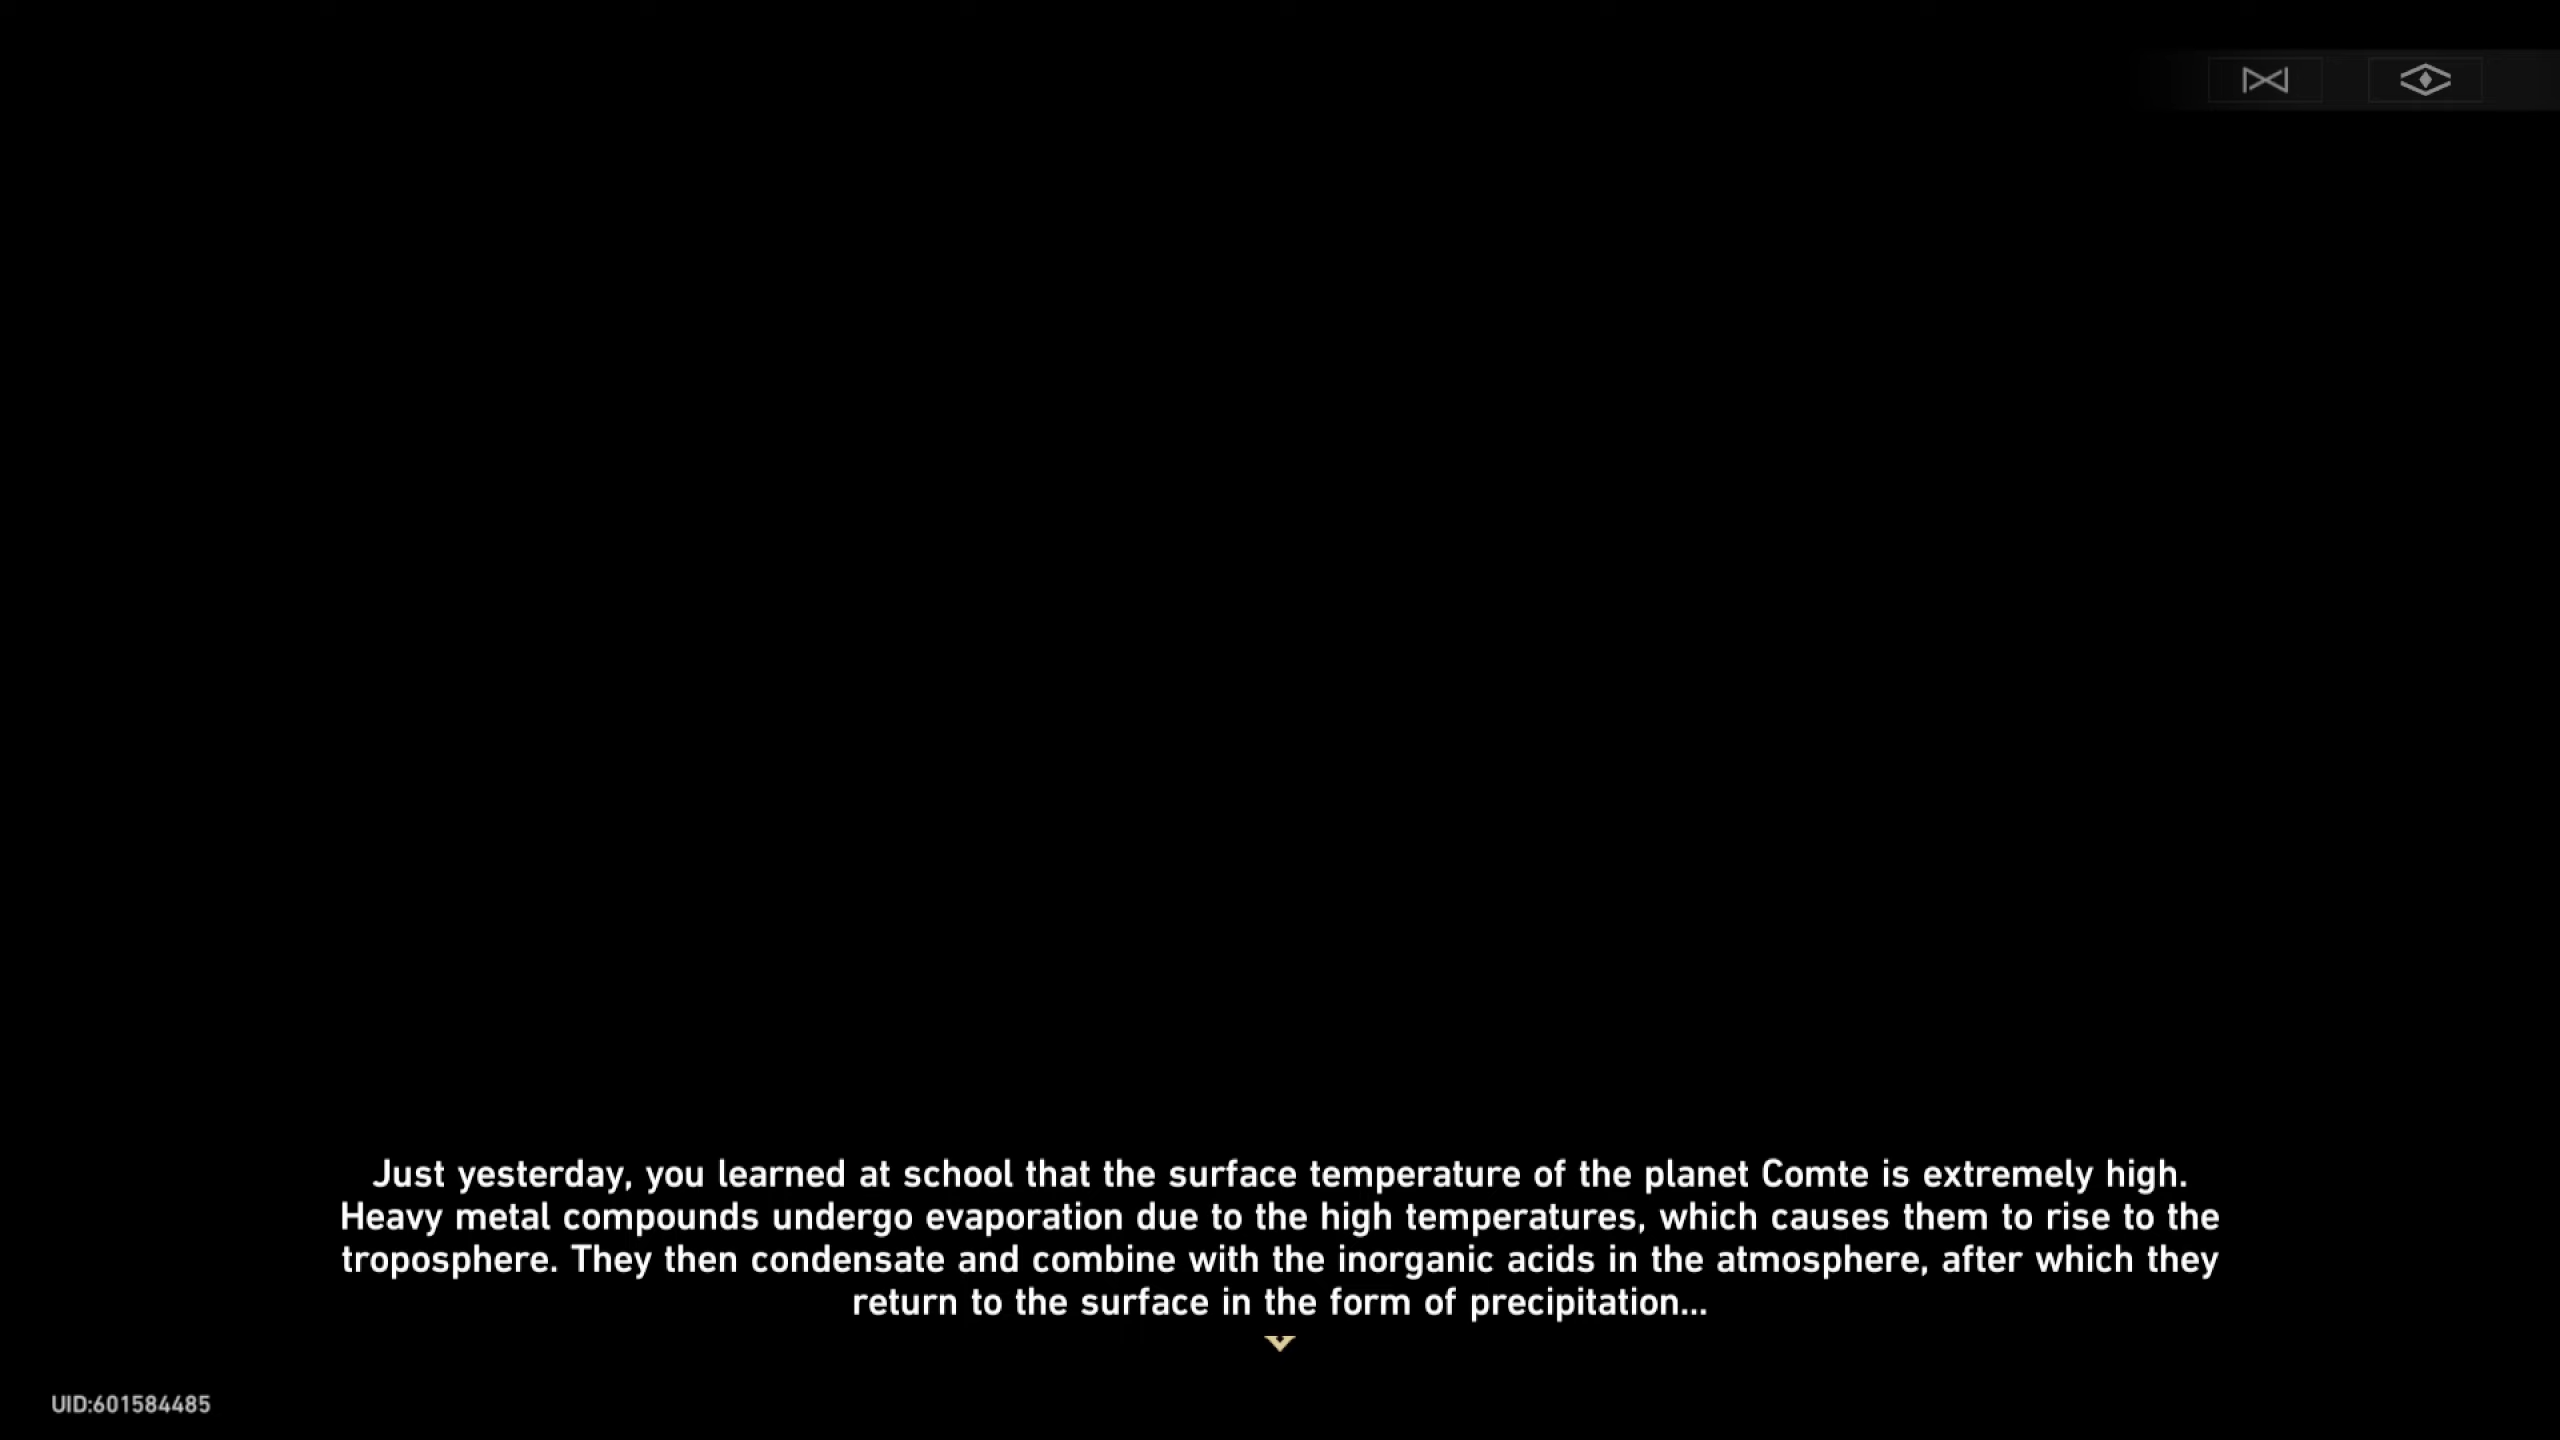 Just yesterday, you learned at school that the surface temperature of the planet Comte is extremely high.
Heavy metal compounds undergo evaporation due to the high temperatures, which causes them to rise to the
troposphere. They then condensate and combine with the inorganic acids in the atmosphere, after which they
return to the surface in the form of precipitation...
UID:601584485